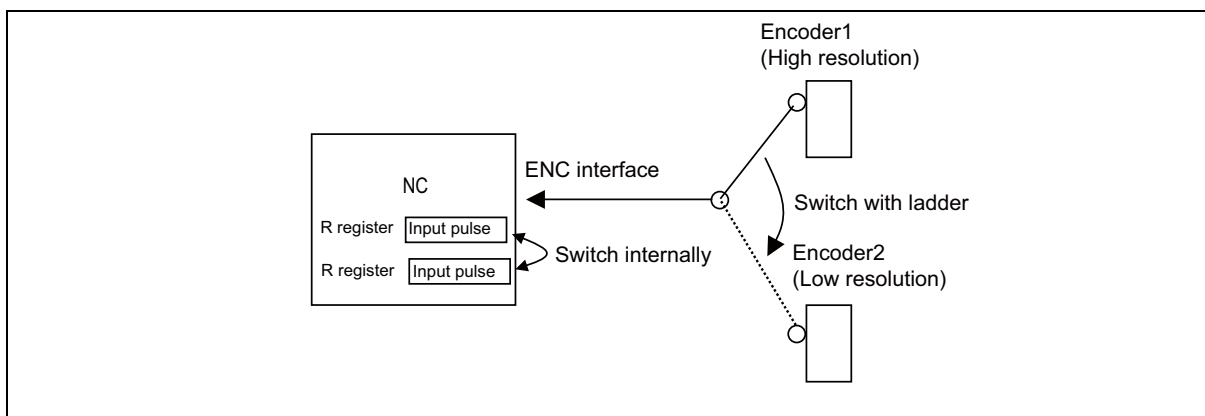 Encoder1
(High resolution)
ENC interface
NC
Switch with ladder
R register
Input pulse
Switch internally
R register
Input pulse
Encoder2
(Low resolution)